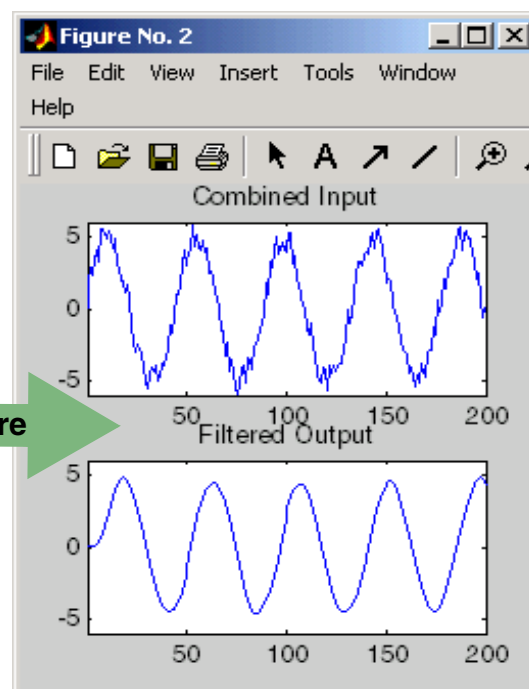 Figure No. 2
File Edit View Insert Tools Window
Help
A
Combined Input
5
0
-5
50 100 150 200
re
Filtered Output
5
0
-5
50 100 150 200